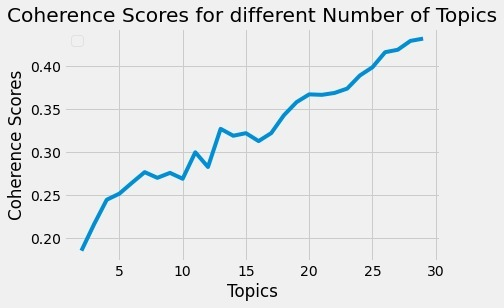 Coherence Scores for different Number of Topics
Coherence Scores
0.40
0.35
0.30
0.25
0.20
5 10 15 20 25 30
Topics